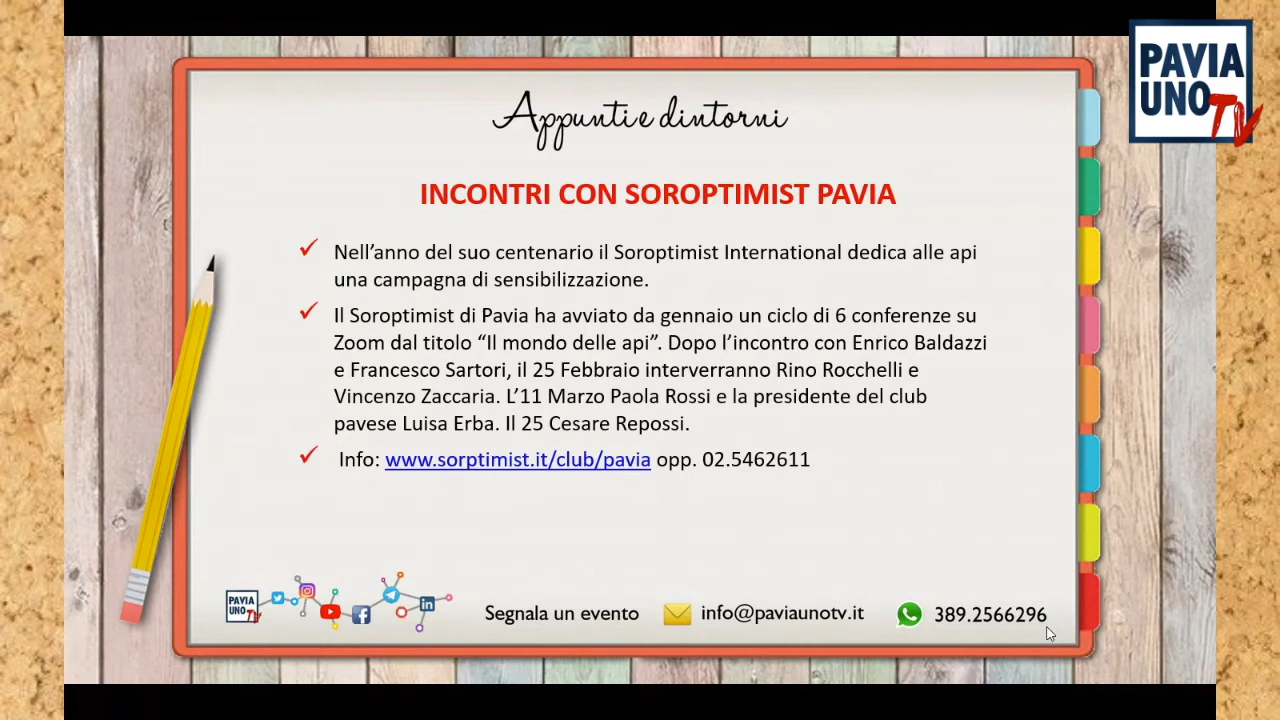 PAVIA
UNO TV
Appunti e dintorni
INCONTRI CON SOROPTIMIST PAVIA
Nell’anno del suo centenario il Soroptimist International dedica alle api
una campagna di sensibilizzazione.
Il Soroptimist di Pavia ha avviato da gennaio un ciclo di 6 conferenze su
Zoom dal titolo “Il mondo delle api”. Dopo l’incontro con Enrico Baldazzi
e Francesco Sartori, il 25 Febbraio interverranno Rino Rocchelli e
Vincenzo Zaccaria. L’11 Marzo Paola Rossi e la presidente del club
pavese Luisa Erba. Il 25 Cesare Repossi.
Info: www.sorptimist.it/club/pavia opp. 02.5462611
PAVIA
UNO TV
Segnala un evento info@paviaunotv.it 389.2566296